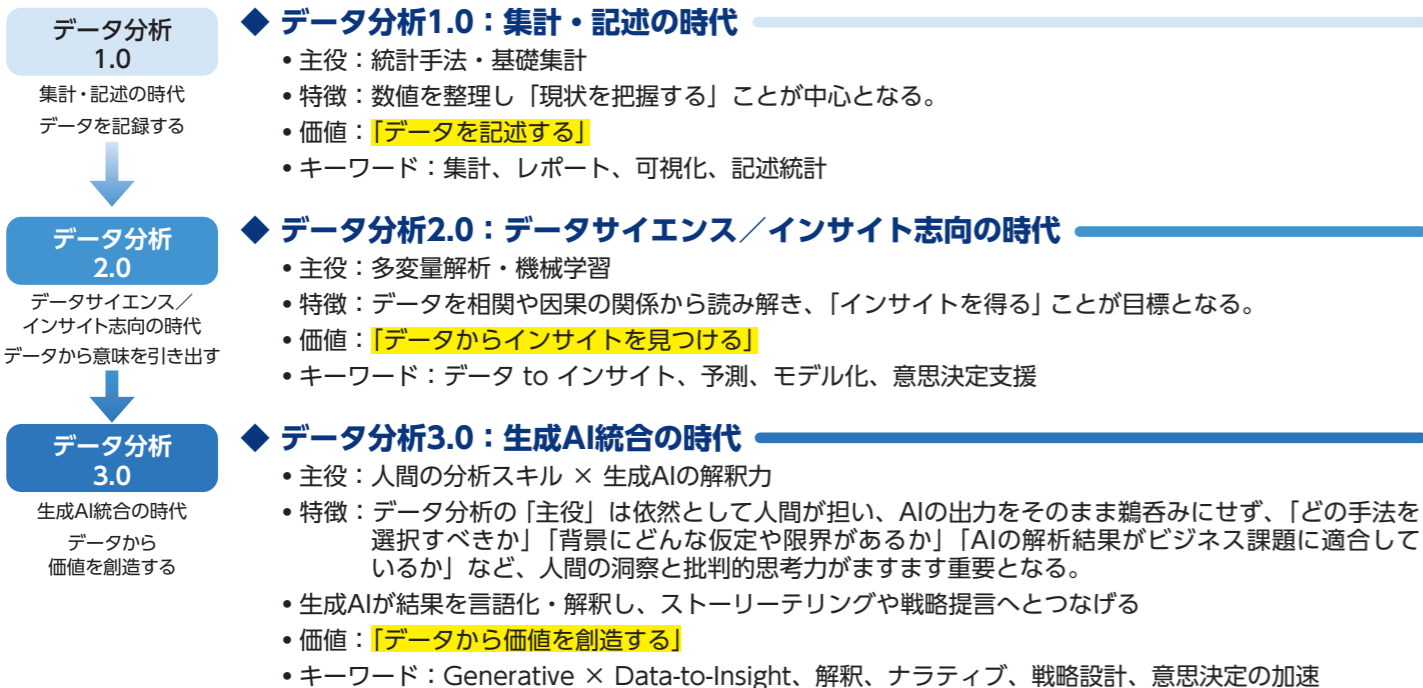 データ分析
1.0
集計・記述の時代
データを記録する
◆ データ分析1.0：集計・記述の時代
• 主役：統計手法・基礎集計
• 特徴：数値を整理し「現状を把握する」ことが中心となる。
• 価値：「データを記述する」
• キーワード：集計、レポート、可視化、記述統計
データ分析
2.0
データサイエンス／
インサイト志向の時代
データから意味を引き出す
◆ データ分析2.0：データサイエンス／インサイト志向の時代
• 主役：多変量解析・機械学習
• 特徴：データを相関や因果の関係から読み解き、「インサイトを得る」ことが目標となる。
• 価値：「データからインサイトを見つける」
• キーワード：データ to インサイト、予測、モデル化、意思決定支援
データ分析
3.0
生成AI統合の時代
データから
価値を創造する
◆ データ分析3.0：生成AI統合の時代
• 主役：人間の分析スキル × 生成AIの解釈力
• 特徴：データ分析の「主役」は依然として人間が担い、AIの出力をそのまま鵜呑みにせず、「どの手法を
選択すべきか」「背景にどんな仮定や限界があるか」「AIの解析結果がビジネス課題に適合して
いるか」など、人間の洞察と批判的思考力がますます重要となる。
• 生成AIが結果を言語化・解釈し、ストーリーテリングや戦略提言へとつなげる
• 価値：「データから価値を創造する」
• キーワード：Generative × Data-to-Insight、解釈、ナラティブ、戦略設計、意思決定の加速